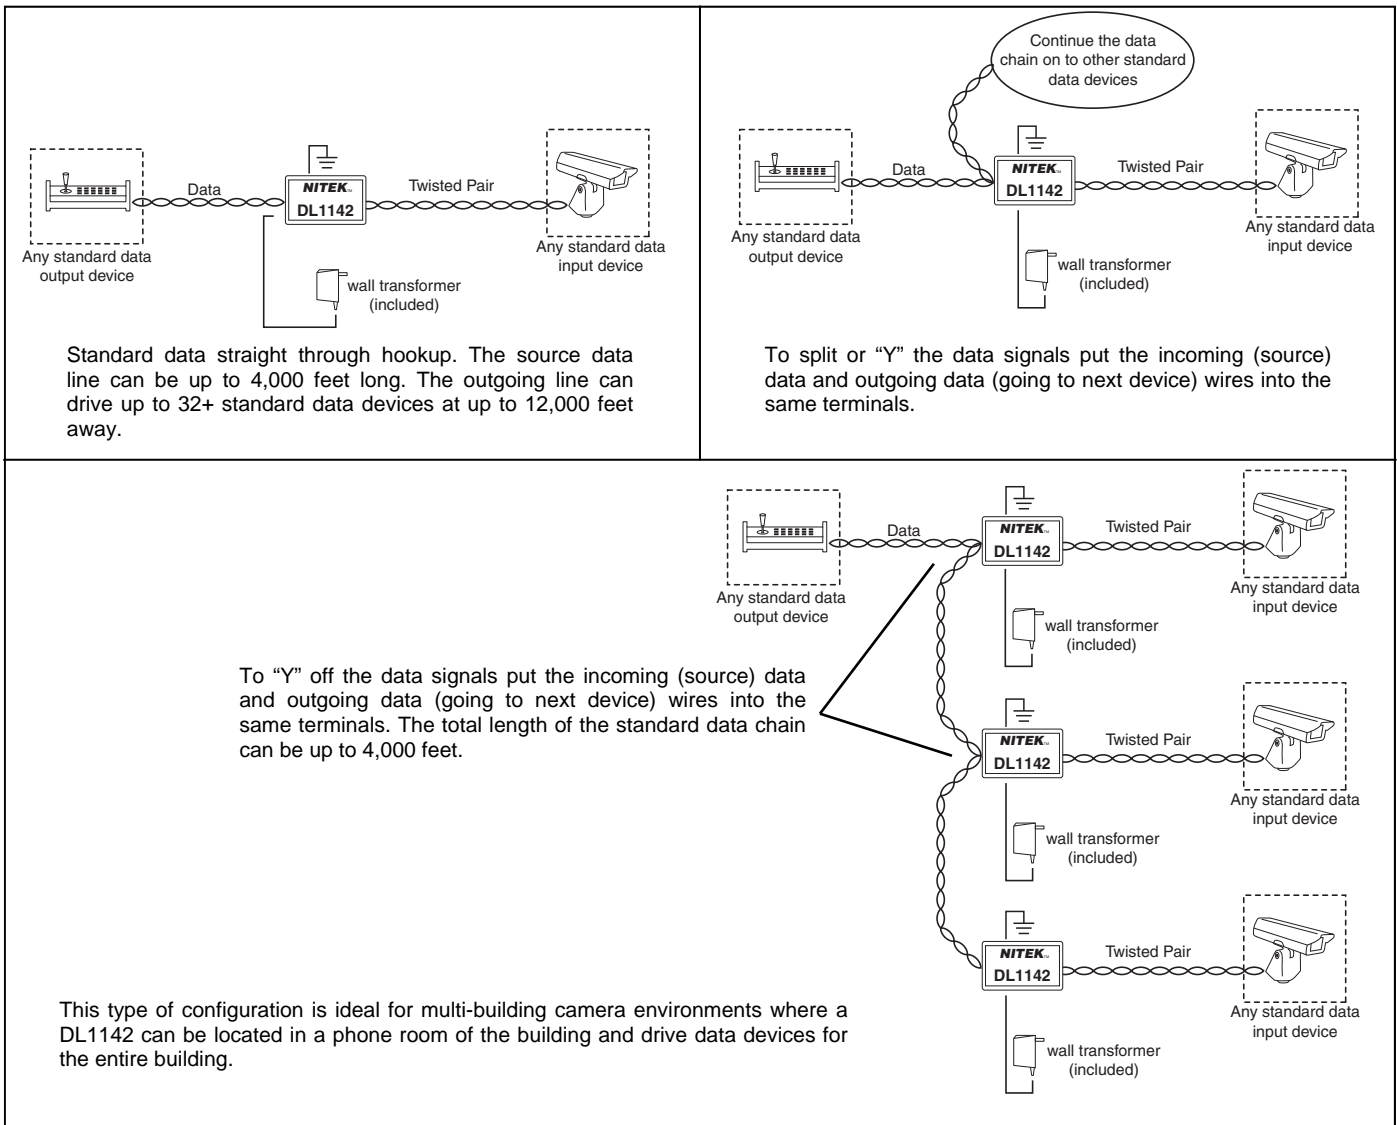 Data
NITEK™
DL1142
Twisted Pair
Any standard data
output device
Any standard data
input device
wall transformer
(included)
Standard data straight through hookup. The source data
line can be up to 4,000 feet long. The outgoing line can
drive up to 32+ standard data devices at up to 12,000 feet
away.
Continue the data
chain on to other standard
data devices
Data
NITEK™
DL1142
Twisted Pair
Any standard data
output device
Any standard data
input device
wall transformer
(included)
To split or “Y” the data signals put the incoming (source)
data and outgoing data (going to next device) wires into the
same terminals.
Data
NITEK™
DL1142
Twisted Pair
Any standard data
output device
Any standard data
input device
wall transformer
(included)
To “Y” off the data signals put the incoming (source) data
and outgoing data (going to next device) wires into the
same terminals. The total length of the standard data chain
can be up to 4,000 feet.
NITEK™
DL1142
Twisted Pair
Any standard data
input device
wall transformer
(included)
NITEK™
DL1142
Twisted Pair
Any standard data
input device
wall transformer
(included)
This type of configuration is ideal for multi-building camera environments where a
DL1142 can be located in a phone room of the building and drive data devices for
the entire building.